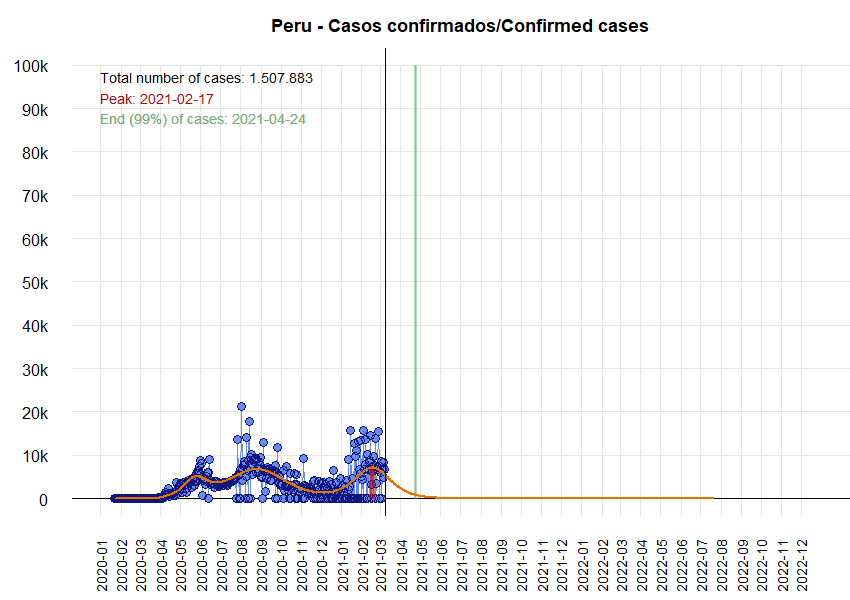 Peru - Casos confirmados/Confirmed cases
100k
90k
80k
70k
60k
50k
40k
30k
20k
10k
0
Total number of cases: 1.507.883
Peak: 2021-02-17
End (99%) of cases: 2021-04-24
2020-01
2020-02
2020-03
2020-04
2020-05
2020-06
2020-07
2020-08
2020-09
2020-10
2020-11
2020-12
2021-01
2021-02
2021-03
2021-04
2021-05
2021-06
2021-07
2021-08
2021-09
2021-10
2021-11
2021-12
2022-01
2022-02
2022-03
2022-04
2022-05
2022-06
2022-07
2022-08
2022-09
2022-10
2022-11
2022-12